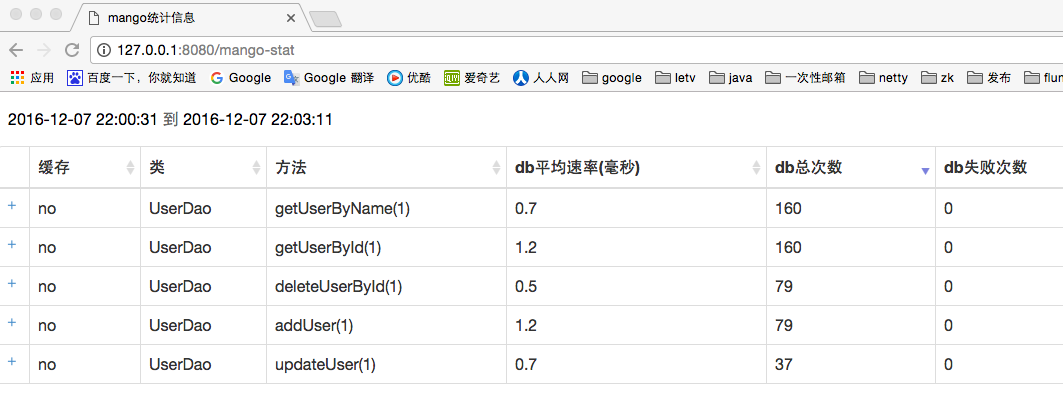 mango统计信息
127.0.0.1:8080/mango-stat
应用 百度一下，你就知道 Google Google 翻译 优酷 爱奇艺 人人网 google letv java 一次性邮箱 netty zk 发布 flun
2016-12-07 22:00:31 到 2016-12-07 22:03:11
缓存 类 方法 db平均速率(毫秒) db总次数 db失败次数
+ no UserDao getUserByName(1) 0.7 160 0
+ no UserDao getUserById(1) 1.2 160 0
+ no UserDao deleteUserById(1) 0.5 79 0
+ no UserDao addUser(1) 1.2 79 0
+ no UserDao updateUser(1) 0.7 37 0